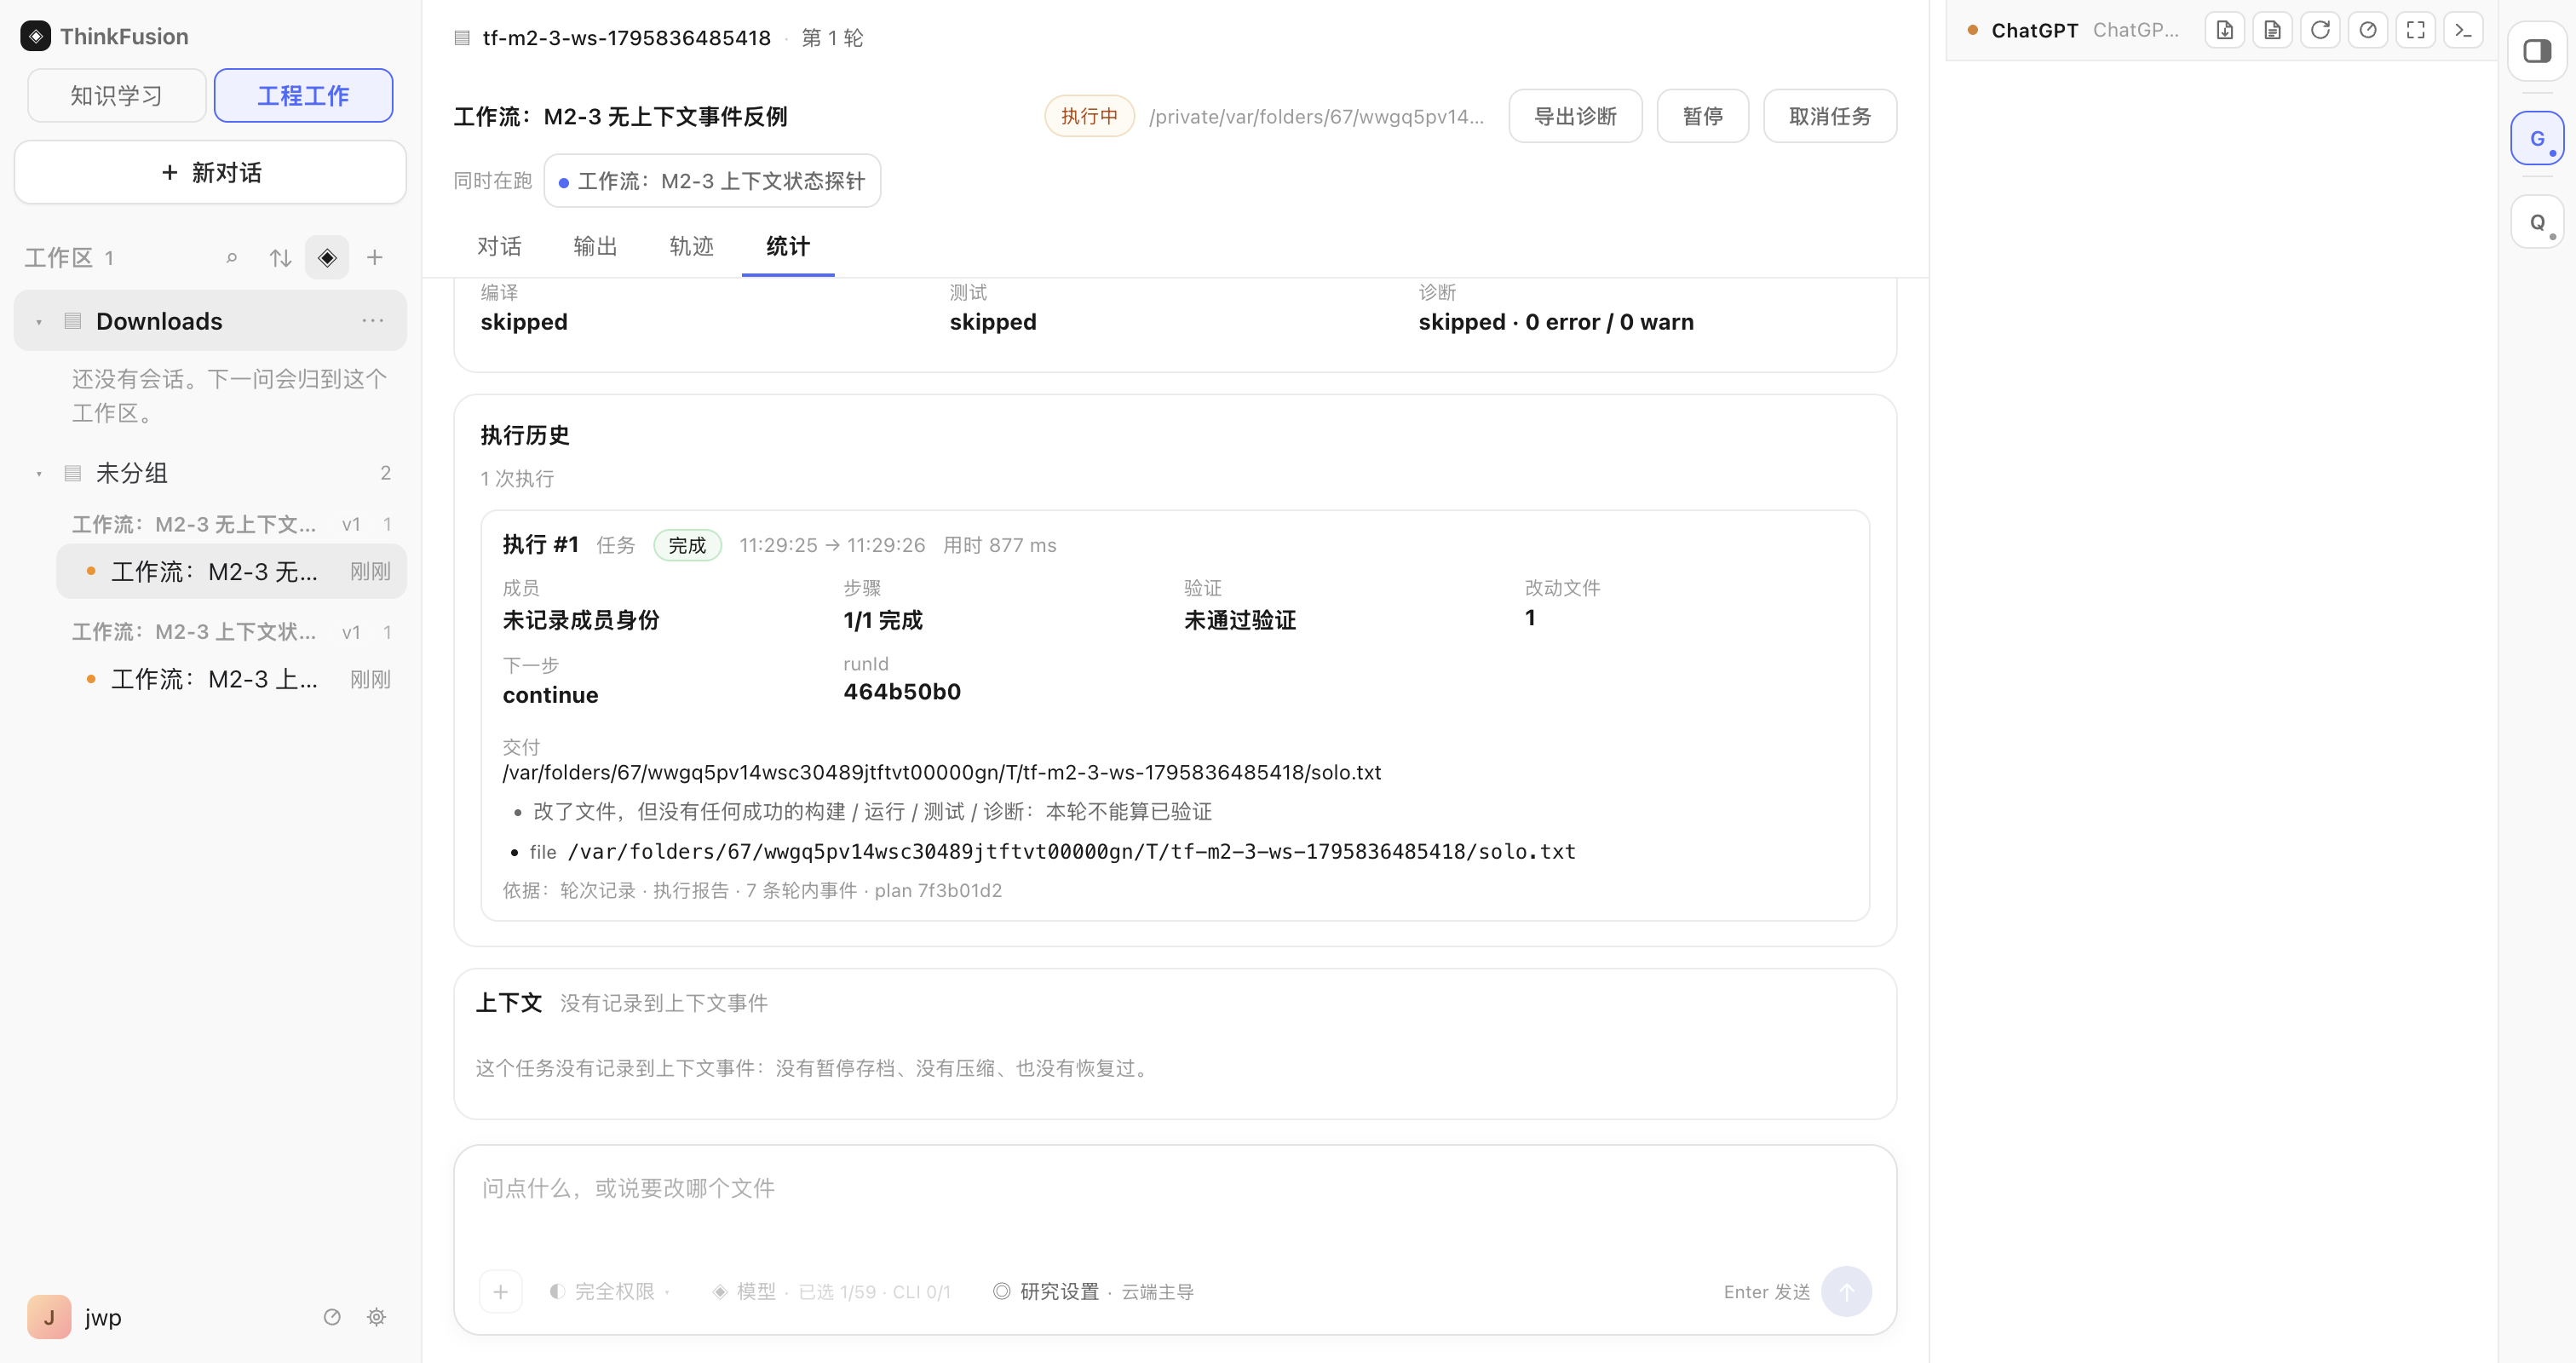 ThinkFusion
知识学习
工程工作
+ 新对话
工作区 1
Downloads
还没有会话。下一问会归到这个
工作区。
未分组 2
工作流：M2-3 无上下文... v1 1
工作流：M2-3 无... 刚刚
工作流：M2-3 上下文状... v1 1
工作流：M2-3 上... 刚刚
J jwp
tf-m2-3-ws-1795836485418 · 第 1 轮
工作流：M2-3 无上下文事件反例
执行中 /private/var/folders/67/wwgq5pv14... 导出诊断 暂停 取消任务
同时在跑 工作流：M2-3 上下文状态探针
对话 输出 轨迹 统计
编译 测试 诊断
skipped skipped skipped · 0 error / 0 warn
执行历史
1 次执行
执行 #1 任务 完成 11:29:25 → 11:29:26 用时 877 ms
成员 步骤 验证 改动文件
未记录成员身份 1/1 完成 未通过验证 1
下一步 runId
continue 464b50b0
交付
/var/folders/67/wwgq5pv14wsc30489jtftvt00000gn/T/tf-m2-3-ws-1795836485418/solo.txt
• 改了文件，但没有任何成功的构建 / 运行 / 测试 / 诊断：本轮不能算已验证
• file /var/folders/67/wwgq5pv14wsc30489jtftvt00000gn/T/tf-m2-3-ws-1795836485418/solo.txt
依据：轮次记录 · 执行报告 · 7 条轮内事件 · plan 7f3b01d2
上下文 没有记录到上下文事件
这个任务没有记录到上下文事件：没有暂停存档、没有压缩、也没有恢复过。
问点什么，或说要改哪个文件
+ 完全权限 模型 · 已选 1/59 · CLI 0/1 研究设置 · 云端主导 Enter 发送
ChatGPT ChatGP...
G
Q